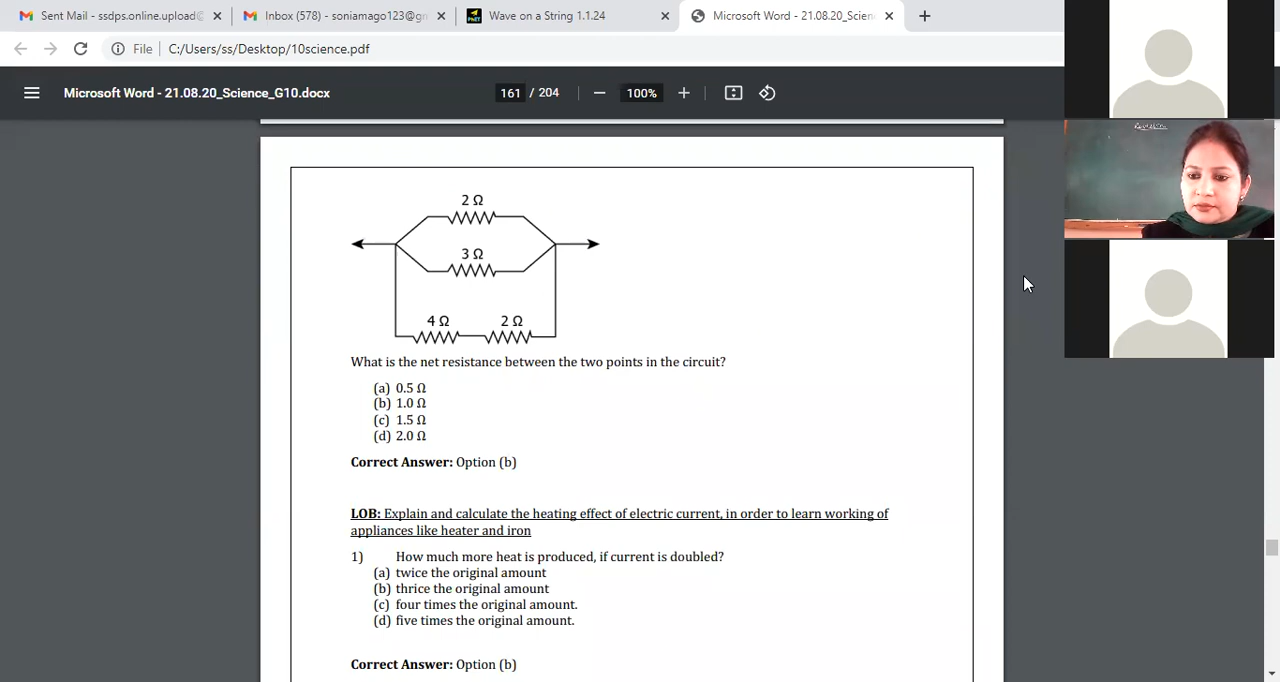 Sent Mail - ssdps.online.upload@
Inbox (578) - soniamago123@gm
Wave on a String 1.1.24
Microsoft Word - 21.08.20_Scien
File
C:/Users/ss/Desktop/10science.pdf
Microsoft Word - 21.08.20_Science_G10.docx
161 / 204
100%
2 Ω
3 Ω
4 Ω 2 Ω
What is the net resistance between the two points in the circuit?
(a) 0.5 Ω
(b) 1.0 Ω
(c) 1.5 Ω
(d) 2.0 Ω
Correct Answer: Option (b)
LOB: Explain and calculate the heating effect of electric current, in order to learn working of
appliances like heater and iron
1) How much more heat is produced, if current is doubled?
(a) twice the original amount
(b) thrice the original amount
(c) four times the original amount.
(d) five times the original amount.
Correct Answer: Option (b)